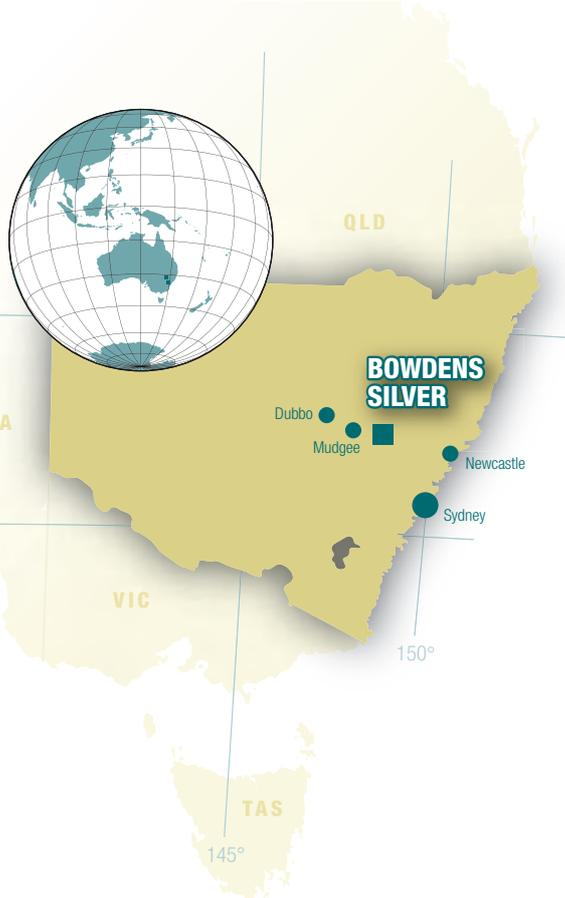 QLD
BOWDENS
SILVER
Dubbo
Mudgee
A
Newcastle
Sydney
VIC
150°
TAS
145°